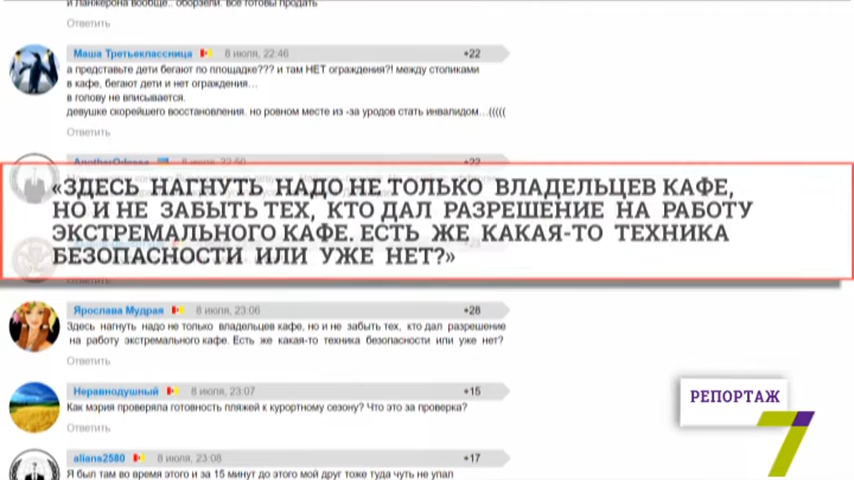 и Ланжерона вообще.. оборзели. все готовы продать
Ответить
Маша Третьеклассница 8 июля, 22:46 +22
а представьте дети бегают по площадке??? и там НЕТ ограждения?! между столиками
в кафе, бегают дети и нет ограждения...
в голову не вписывается.
девушке скорейшего восстановления. но ровном месте из -за уродов стать инвалидом...(((((
Ответить
AnotherOdessa 8 июля, 22:50 +22
«ЗДЕСЬ НАГНУТЬ НАДО НЕ ТОЛЬКО ВЛАДЕЛЬЦЕВ КАФЕ,
НО И НЕ ЗАБЫТЬ ТЕХ, КТО ДАЛ РАЗРЕШЕНИЕ НА РАБОТУ
ЭКСТРЕМАЛЬНОГО КАФЕ. ЕСТЬ ЖЕ КАКАЯ-ТО ТЕХНИКА
БЕЗОПАСНОСТИ ИЛИ УЖЕ НЕТ?»
Ярослава Мудрая 8 июля, 23:06 +28
Здесь нагнуть надо не только владельцев кафе, но и не забыть тех, кто дал разрешение
на работу экстремального кафе. Есть же какая-то техника безопасности или уже нет?
Ответить
Неравнодушный 8 июля, 23:07 +15
Как мэрия проверяла готовность пляжей к курортному сезону? Что это за проверка?
Ответить
РЕПОРТАЖ
7
aliana2580 8 июля, 23:08 +17
Я был там во время этого и за 15 минут до этого мой друг тоже туда чуть не упал